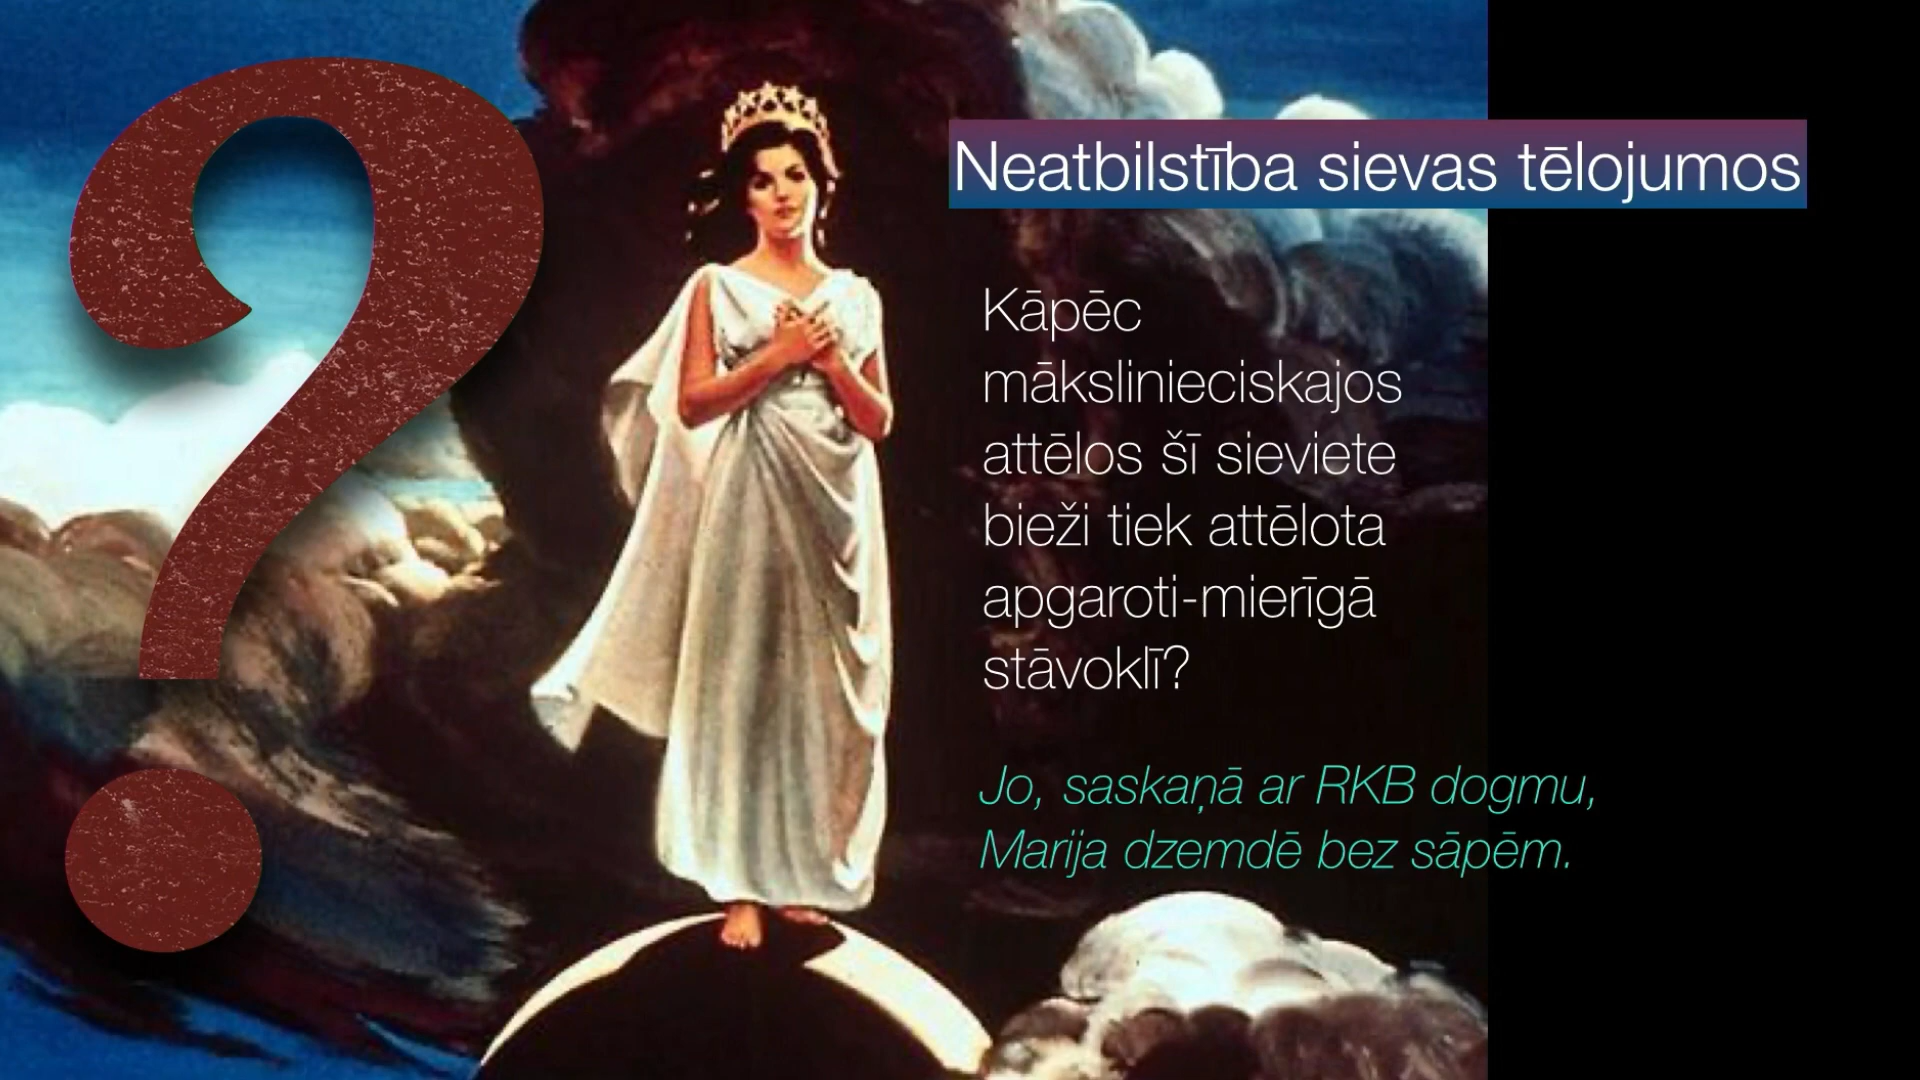 Neatbilstība sievas tēlojumos
Kāpēc
mākslinieciskajos
attēlos šī sieviete
bieži tiek attēlota
apgaroti-mierīgā
stāvoklī?
Jo, saskaņā ar RKB dogmu,
Marija dzemdē bez sāpēm.
?